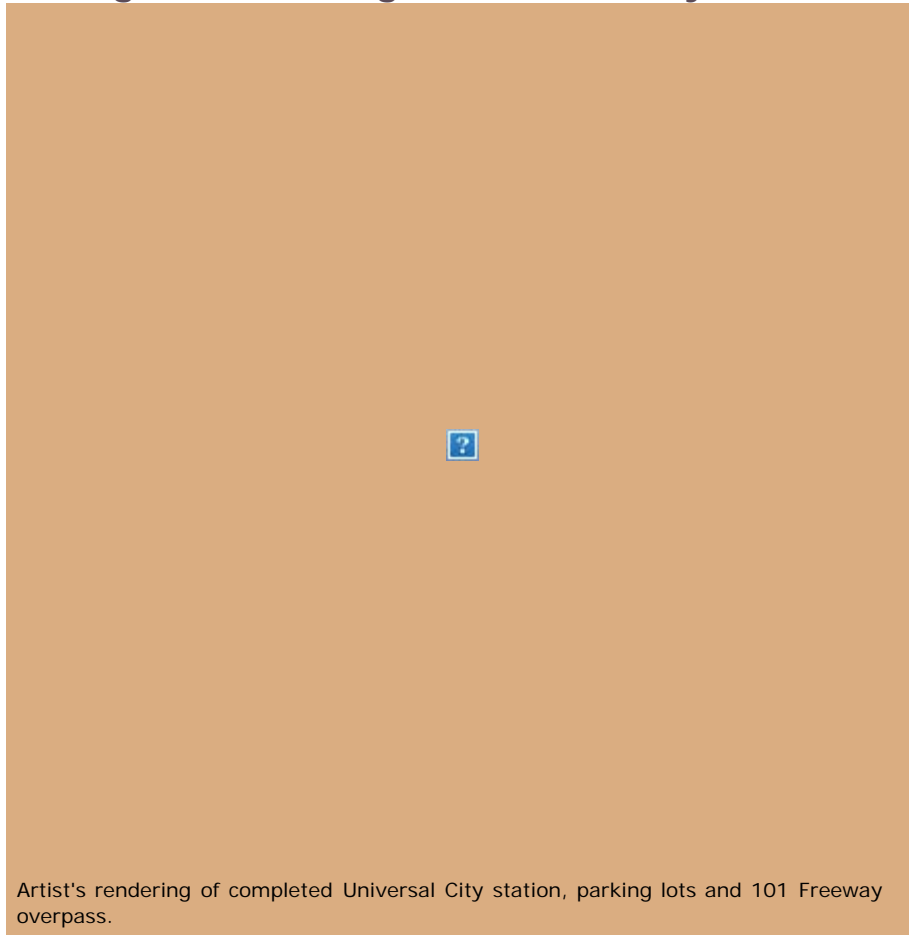 ?
Artist's rendering of completed Universal City station, parking lots and 101 Freeway
overpass.